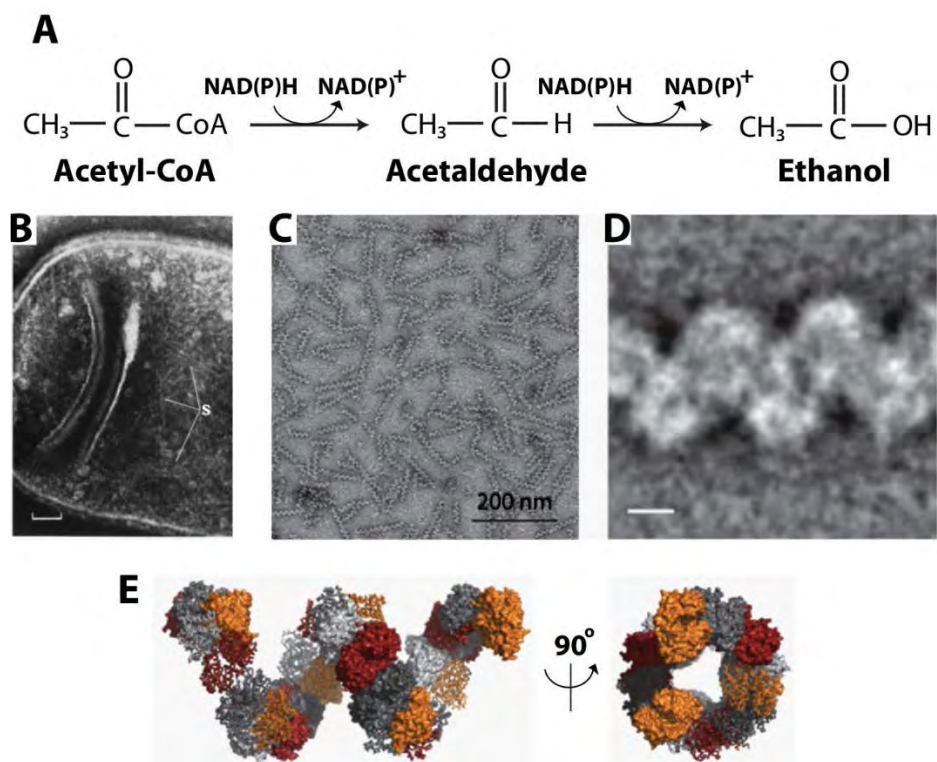 A
O
NAD(P)H NAD(P)+
CH3 C CoA
Acetyl-CoA
O
NAD(P)H NAD(P)+
CH3 C H
Acetaldehyde
O
CH3 C OH
Ethanol
B
s
C
200 nm
D
E
90°